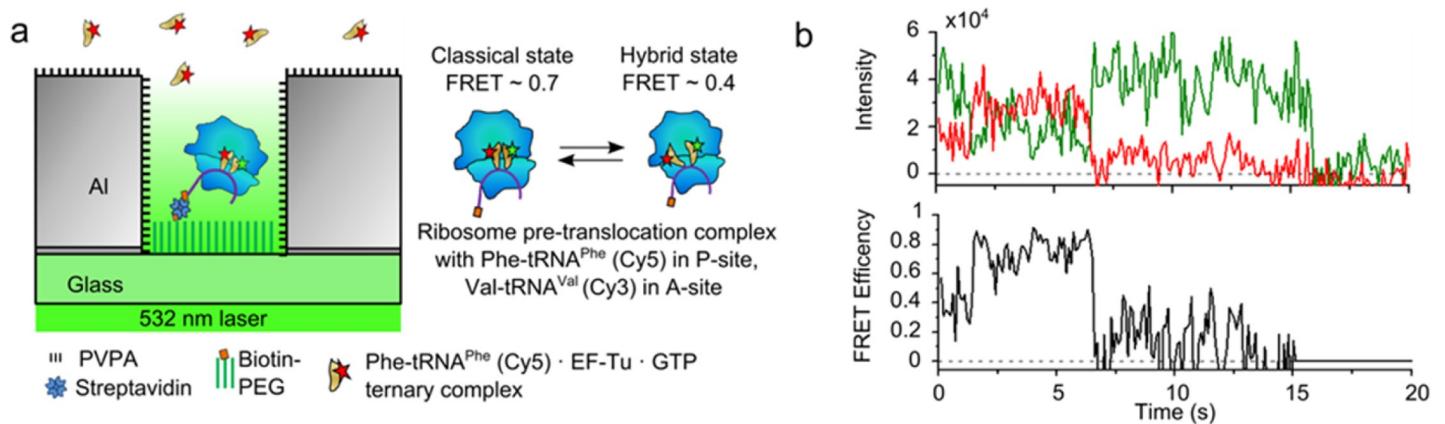 a
Al
Glass
532 nm laser
PVPA
Streptavidin
Biotin-
PEG
Phe-tRNAᴾʰᵉ (Cy5) · EF-Tu · GTP
ternary complex
Classical state
FRET ~ 0.7
Hybrid state
FRET ~ 0.4
Ribosome pre-translocation complex
with Phe-tRNAᴾʰᵉ (Cy5) in P-site,
Val-tRNAⱽᵃˡ (Cy3) in A-site
b
×10⁴
Intensity
6
4
2
0
FRET Efficency
1
0.8
0.6
0.4
0.2
0
0 5 10 15 20
Time (s)